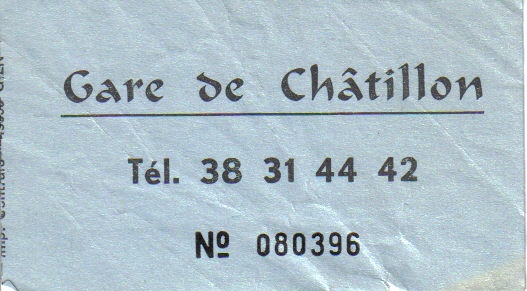 Gare de Châtillon
Tél. 38 31 44 42
Nº 080396